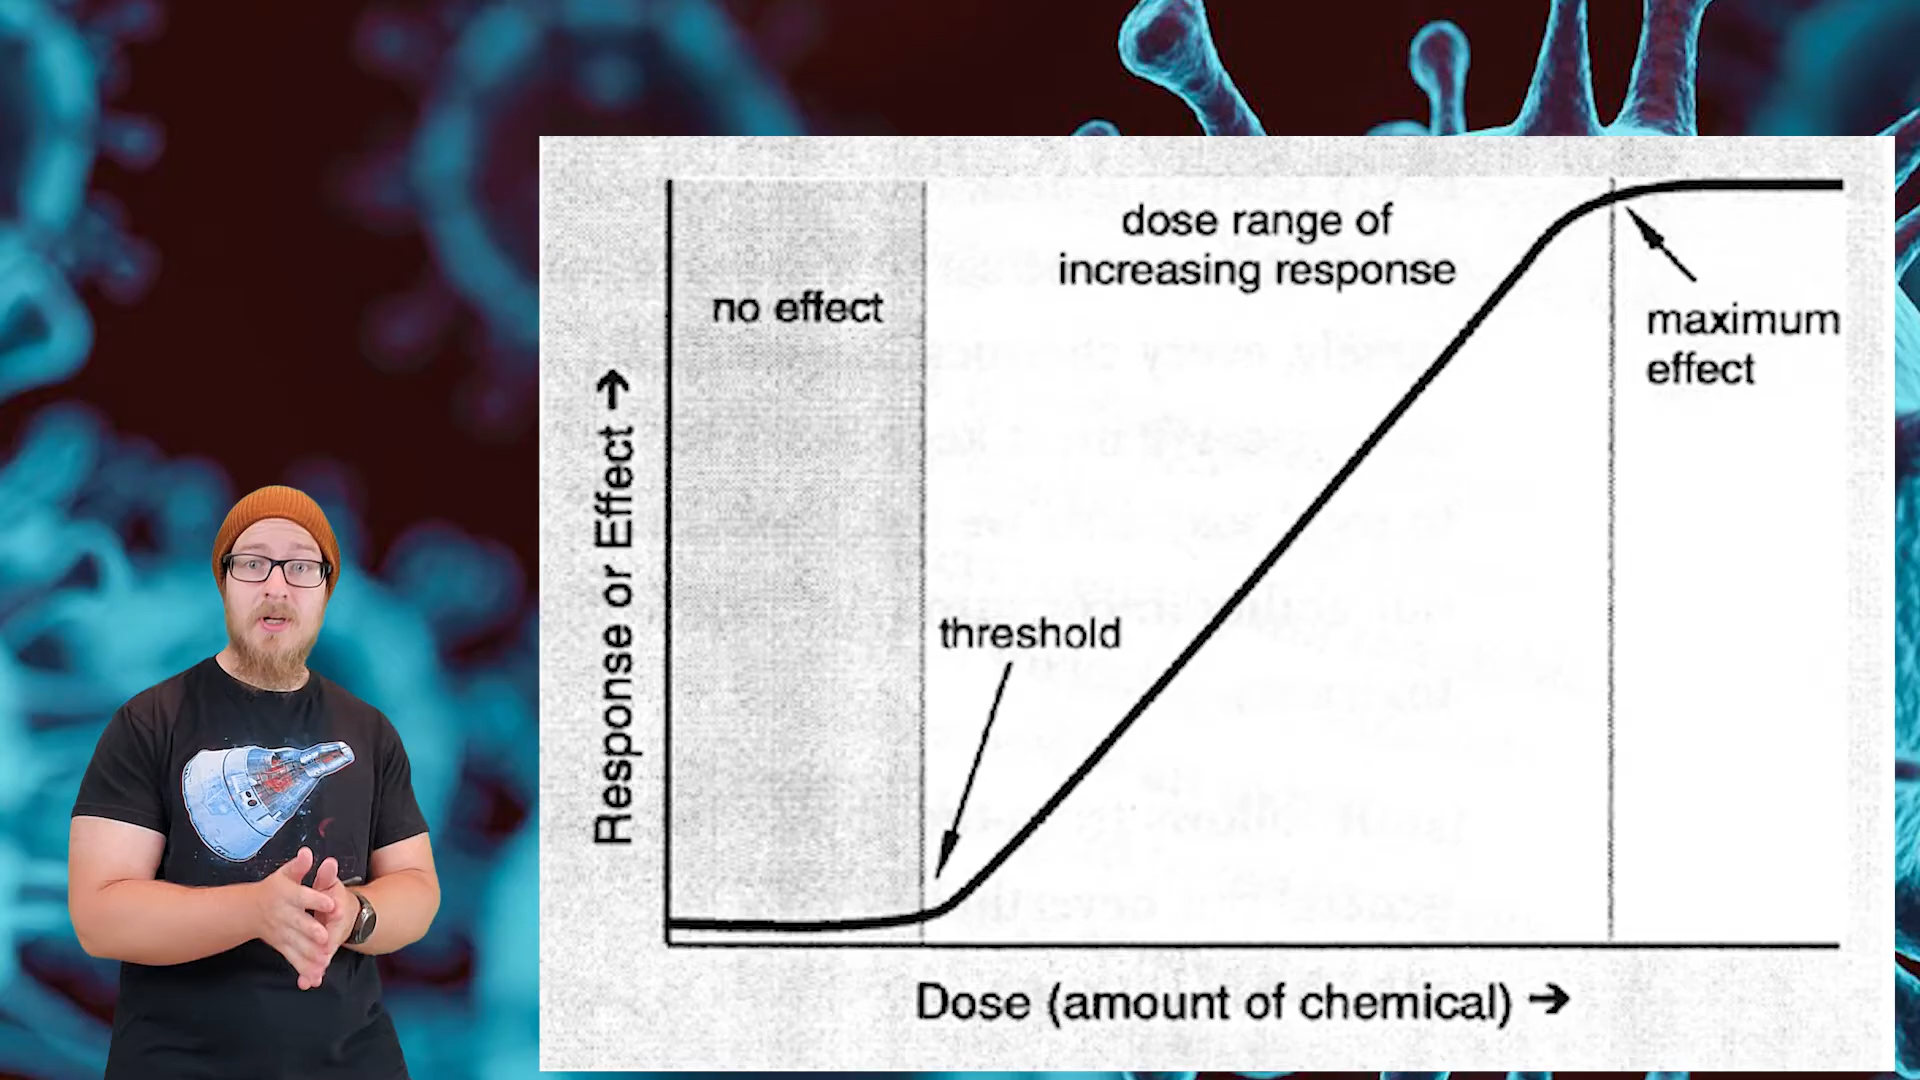 dose range of
increasing response
no effect
maximum
effect
threshold
Response or Effect →
Dose (amount of chemical) →